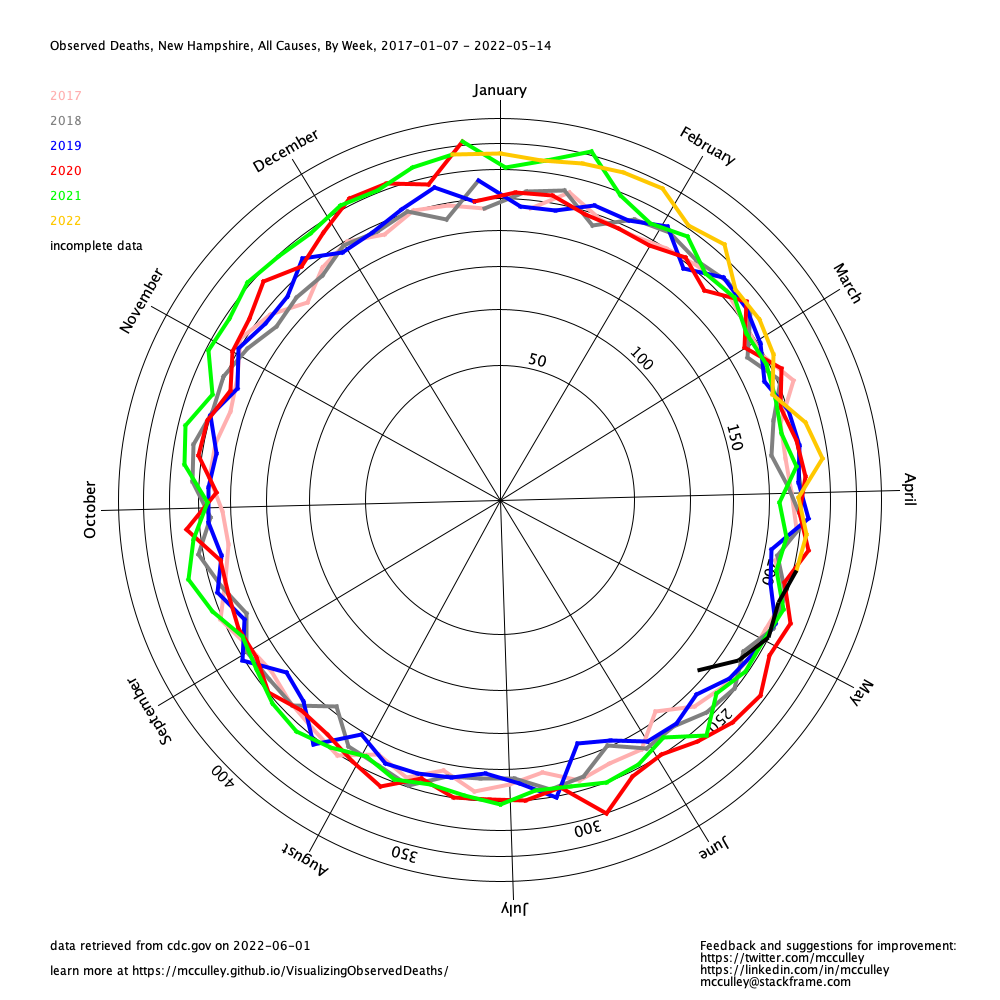 Observed Deaths, New Hampshire, All Causes, By Week, 2017-01-07 - 2022-05-14
2017
2018
2019
2020
2021
2022
incomplete data
January
February
March
April
May
June
July
August
September
October
November
December
50
100
150
200
250
300
350
400
data retrieved from cdc.gov on 2022-06-01
learn more at https://mcculley.github.io/VisualizingObservedDeaths/
Feedback and suggestions for improvement:
https://twitter.com/mcculley
https://linkedin.com/in/mcculley
mcculley@stackframe.com